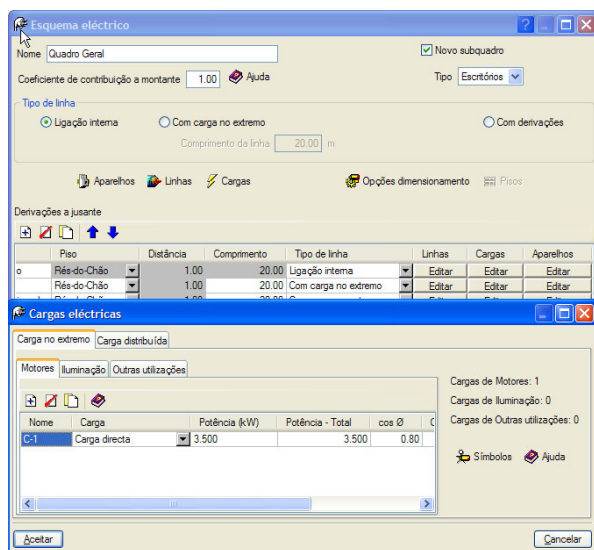 Esquema eléctrico
Nome Quadro Geral Novo subquadro
Coeficiente de contribuição a montante 1.00 Ajuda Tipo Escritórios
Tipo de linha
Ligação interna Com carga no extremo Com derivações
Comprimento da linha 20.00 m
Aparelhos Linhas Cargas Opções dimensionamento Pisos
Derivações a jusante
Piso Distância Comprimento Tipo de linha Linhas Cargas Aparelhos
o Rés-do-Chão 1.00 20.00 Ligação interna Editar Editar Editar
Rés-do-Chão 1.00 20.00 Com carga no extremo Editar Editar Editar
Cargas eléctricas
Carga no extremo Carga distribuída
Motores Iluminação Outras utilizações
Cargas de Motores: 1
Cargas de Iluminação: 0
Cargas de Outras utilizações: 0
Símbolos Ajuda
Nome Carga Potência (kW) Potência - Total cos Ø C
C-1 Carga directa 3.500 3.500 0.80
Aceitar Cancelar